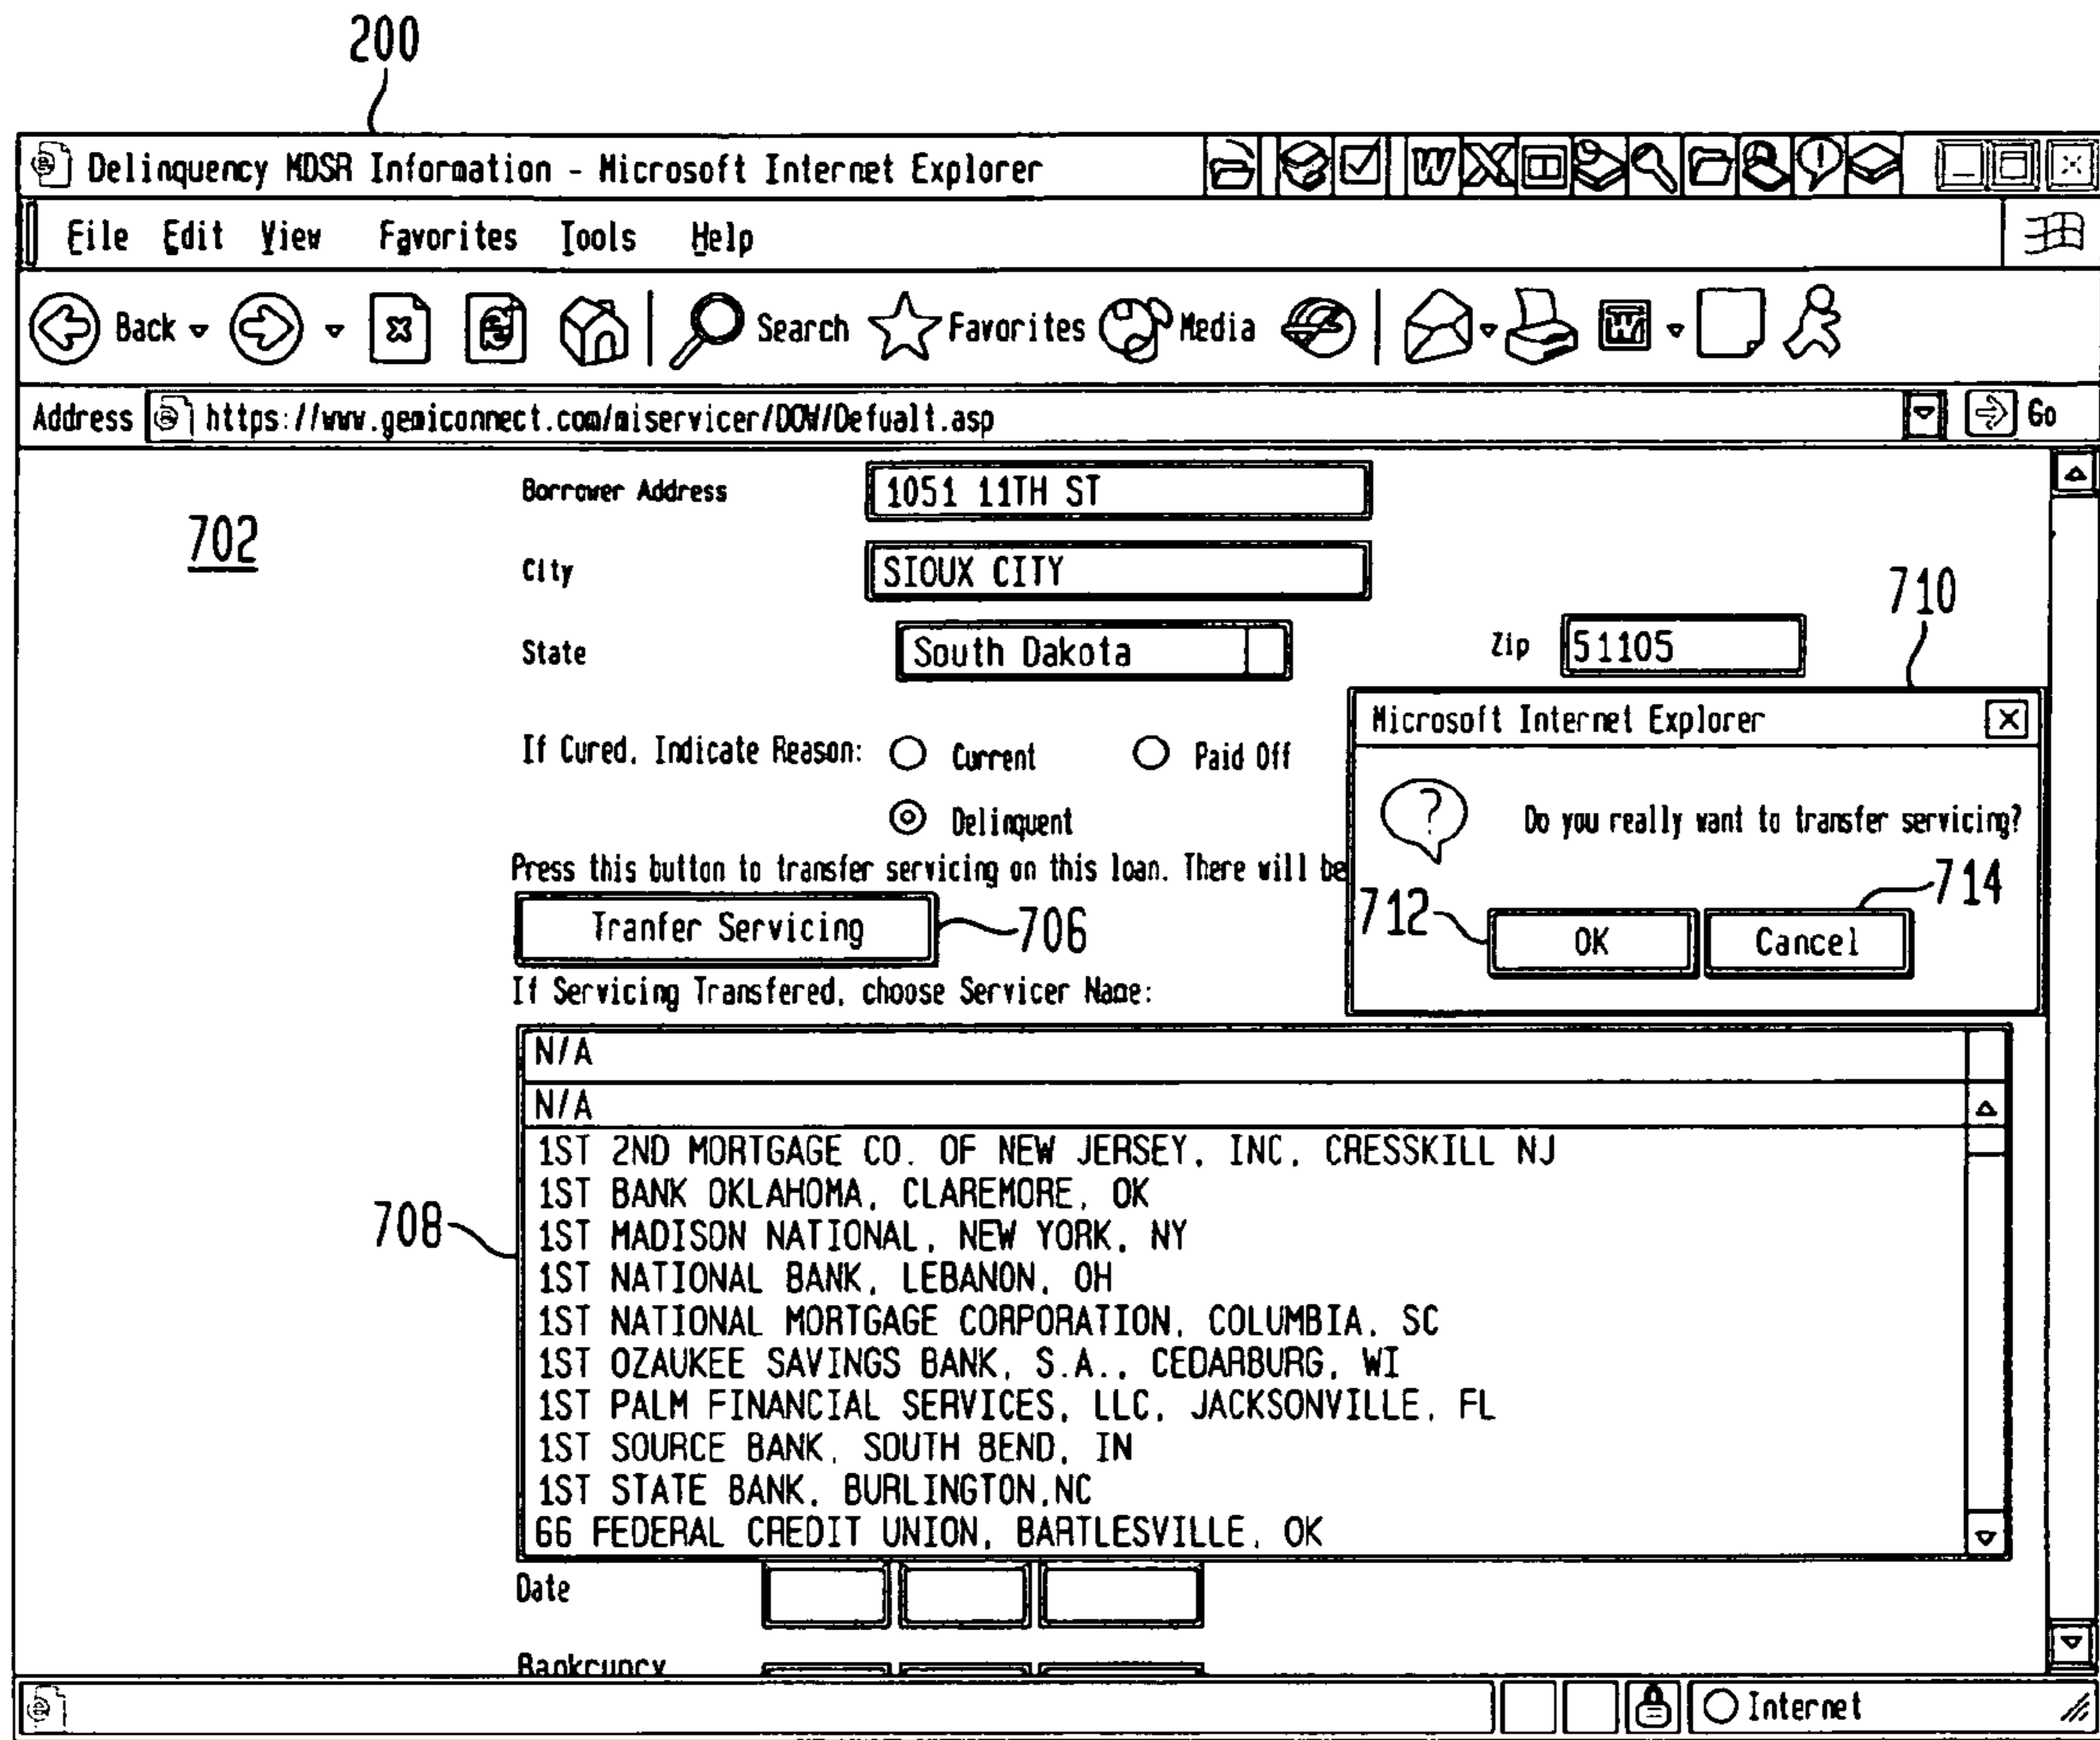 200
Delinquency MDSR Information - Microsoft Internet Explorer
File Edit View Favorites Tools Help
Back Search Favorites Media
Address https://www.gemiconnect.com/miservicer/DOW/Defualt.asp Go
702
Borrower Address 1051 11TH ST
City SIOUX CITY
710
State South Dakota Zip 51105
Microsoft Internet Explorer
If Cured, Indicate Reason: Current Paid Off
Delinquent
? Do you really want to transfer servicing?
Press this button to transfer servicing on this loan. There will be
Tranfer Servicing 706
712 OK Cancel 714
If Servicing Transfered, choose Servicer Name:
N/A
N/A
1ST 2ND MORTGAGE CO. OF NEW JERSEY, INC, CRESSKILL NJ
1ST BANK OKLAHOMA, CLAREMORE, OK
1ST MADISON NATIONAL, NEW YORK, NY
1ST NATIONAL BANK, LEBANON, OH
1ST NATIONAL MORTGAGE CORPORATION, COLUMBIA, SC
1ST OZAUKEE SAVINGS BANK, S.A., CEDARBURG, WI
1ST PALM FINANCIAL SERVICES, LLC, JACKSONVILLE, FL
1ST SOURCE BANK, SOUTH BEND, IN
1ST STATE BANK, BURLINGTON,NC
66 FEDERAL CREDIT UNION, BARTLESVILLE, OK
708
Date
Bankrupcy
Internet